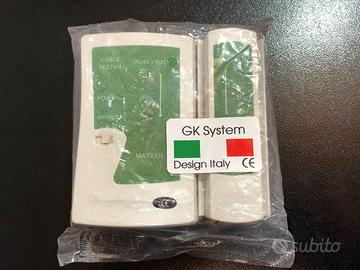 CABLE
TESTER
RJ45 + RJ11
POWER
GK System
MASTER
Design Italy CE
subito